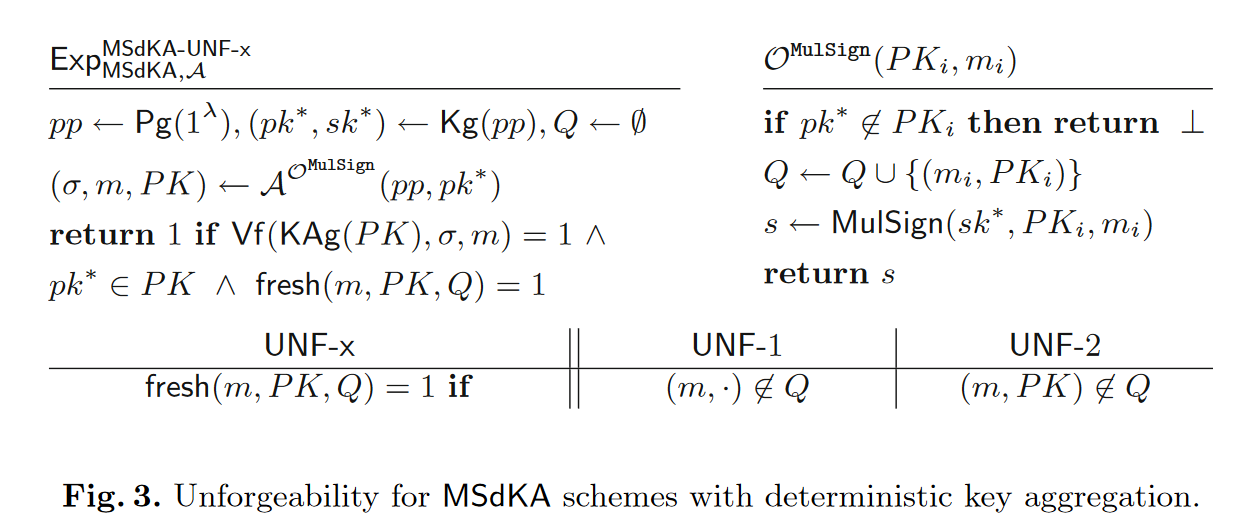 Exp^{MSdKA-UNF-x}_{MSdKA,𝒜}
pp ← Pg(1^λ), (pk*, sk*) ← Kg(pp), Q ← ∅
(σ, m, PK) ← 𝒜^{𝒪^{MulSign}}(pp, pk*)
return 1 if Vf(KAg(PK), σ, m) = 1 ∧
pk* ∈ PK ∧ fresh(m, PK, Q) = 1
𝒪^{MulSign}(PK_i, m_i)
if pk* ∉ PK_i then return ⊥
Q ← Q ∪ {(m_i, PK_i)}
s ← MulSign(sk*, PK_i, m_i)
return s
UNF-x UNF-1 UNF-2
fresh(m, PK, Q) = 1 if (m, ·) ∉ Q (m, PK) ∉ Q
Fig. 3. Unforgeability for MSdKA schemes with deterministic key aggregation.